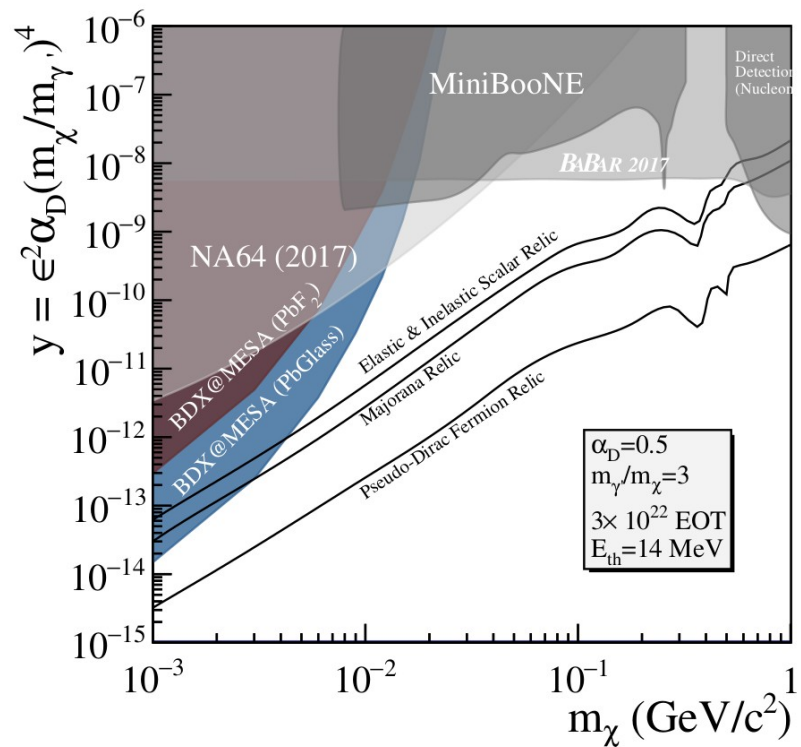 y = ϵ²α_D(m_χ/m_γ')⁴
10⁻⁶
10⁻⁷
10⁻⁸
10⁻⁹
10⁻¹⁰
10⁻¹¹
10⁻¹²
10⁻¹³
10⁻¹⁴
10⁻¹⁵
MiniBooNE
Direct
Detection
(Nucleon
BABAR 2017
NA64 (2017)
BDX@MESA (PbF₂)
BDX@MESA (PbGlass)
Elastic & Inelastic Scalar Relic
Majorana Relic
Pseudo-Dirac Fermion Relic
α_D=0.5
m_γ'/m_χ=3
3× 10²² EOT
E_th=14 MeV
10⁻³
10⁻²
10⁻¹
1
m_χ (GeV/c²)